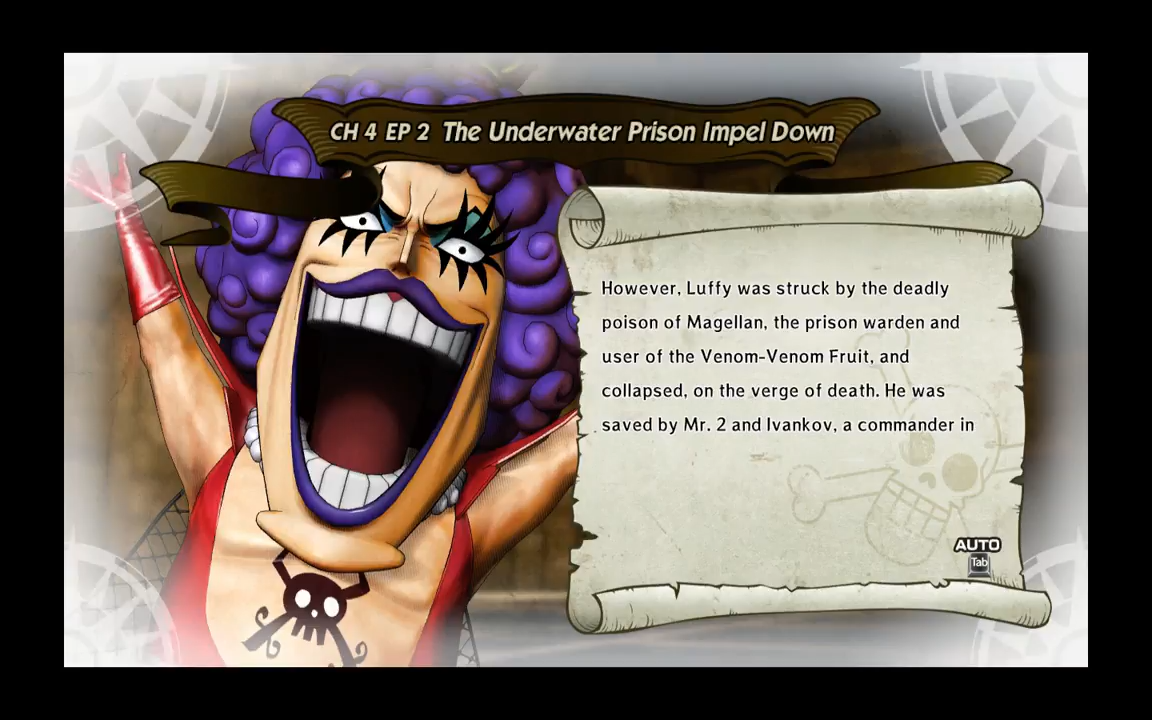 CH 4 EP 2 The Underwater Prison Impel Down
However, Luffy was struck by the deadly
poison of Magellan, the prison warden and
user of the Venom-Venom Fruit, and
collapsed, on the verge of death. He was
saved by Mr. 2 and Ivankov, a commander in
AUTO
Tab